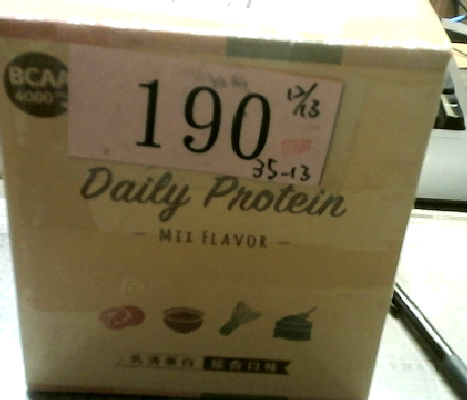 BCAA
4000
190
12/13
35-13
Daily Protein
MIX FLAVOR
乳清蛋白 綜合口味